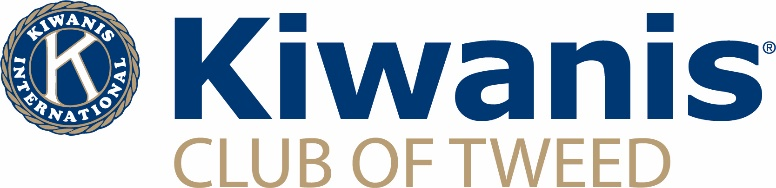 KIWANIS
K
INTERNATIONAL
Kiwanis®
CLUB OF TWEED